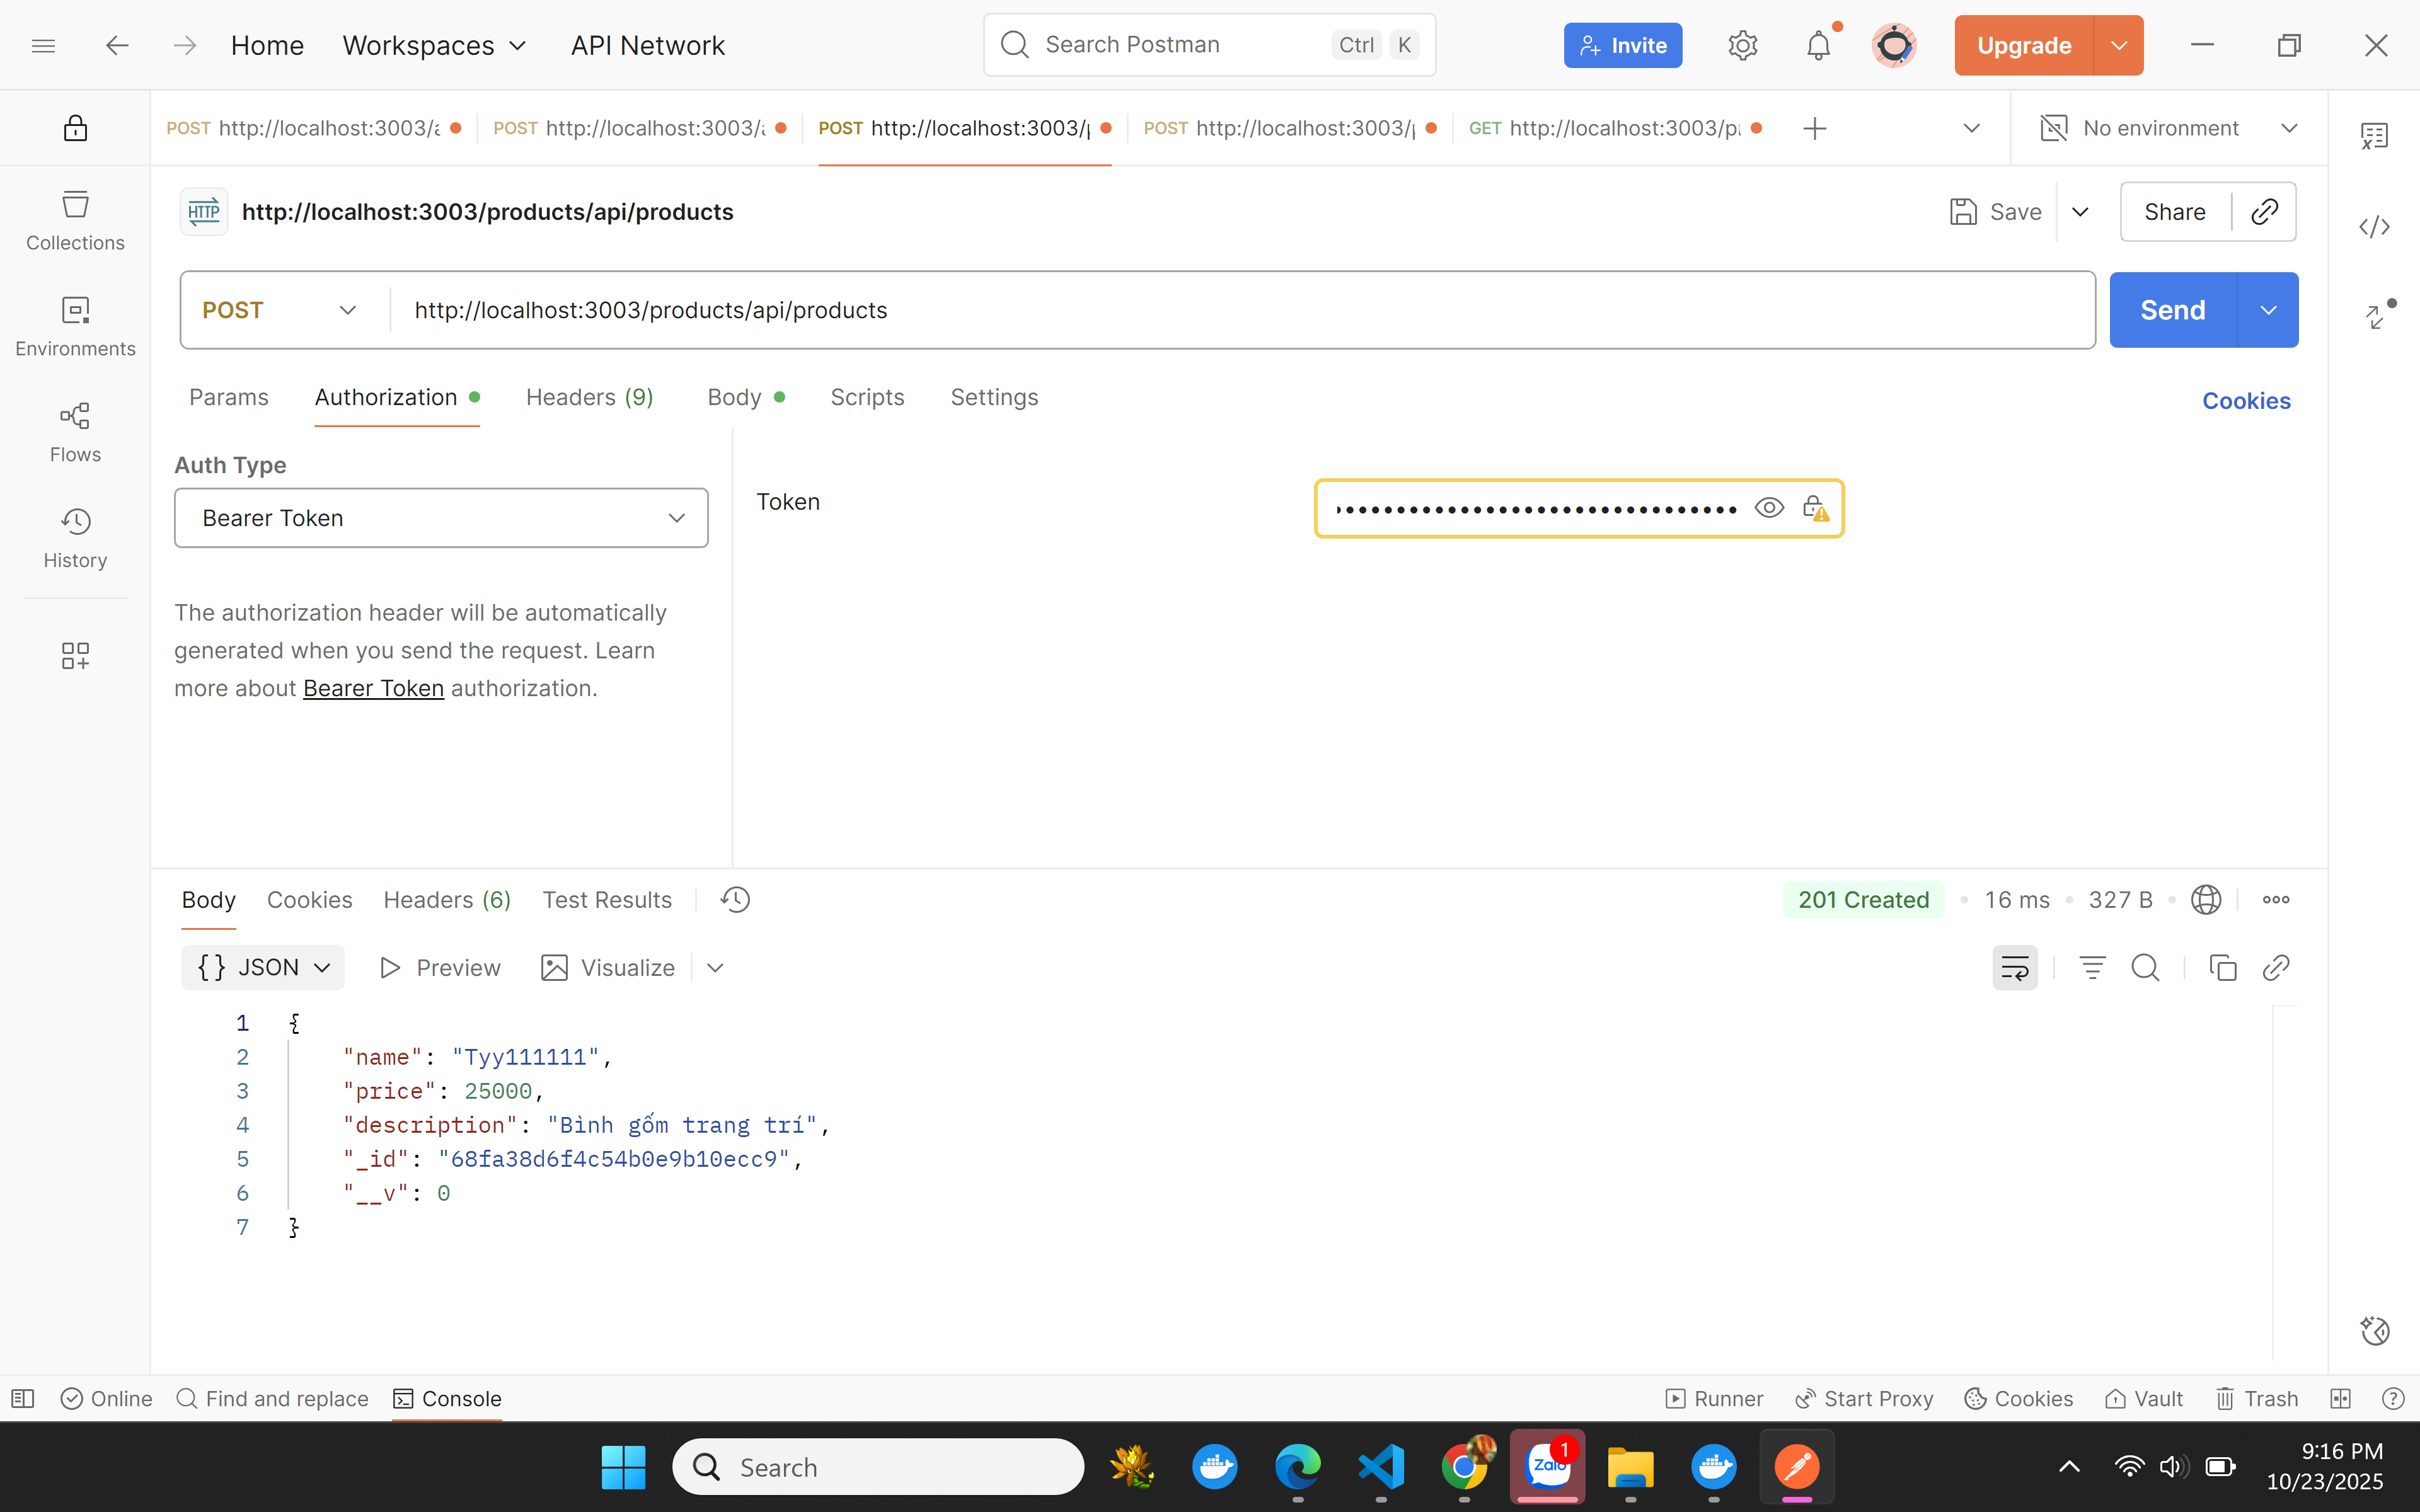 Home Workspaces API Network Search Postman Ctrl K Invite Upgrade
POST http://localhost:3003/ POST http://localhost:3003/ POST http://localhost:3003/ POST http://localhost:3003/ GET http://localhost:3003/ No environment
HTTP http://localhost:3003/products/api/products Save Share
Collections
POST http://localhost:3003/products/api/products Send
Environments
Params Authorization Headers (9) Body Scripts Settings Cookies
Flows
Auth Type
Bearer Token
Token
History
The authorization header will be automatically
generated when you send the request. Learn
more about Bearer Token authorization.
Body Cookies Headers (6) Test Results 201 Created 16 ms 327 B
{} JSON Preview Visualize
1 {
2 "name": "Tyy111111",
3 "price": 25000,
4 "description": "Bình gốm trang trí",
5 "_id": "68fa38d6f4c54b0e9b10ecc9",
6 "__v": 0
7 }
Online Find and replace Console Runner Start Proxy Cookies Vault Trash
Search Zalo 1 9:16 PM
10/23/2025